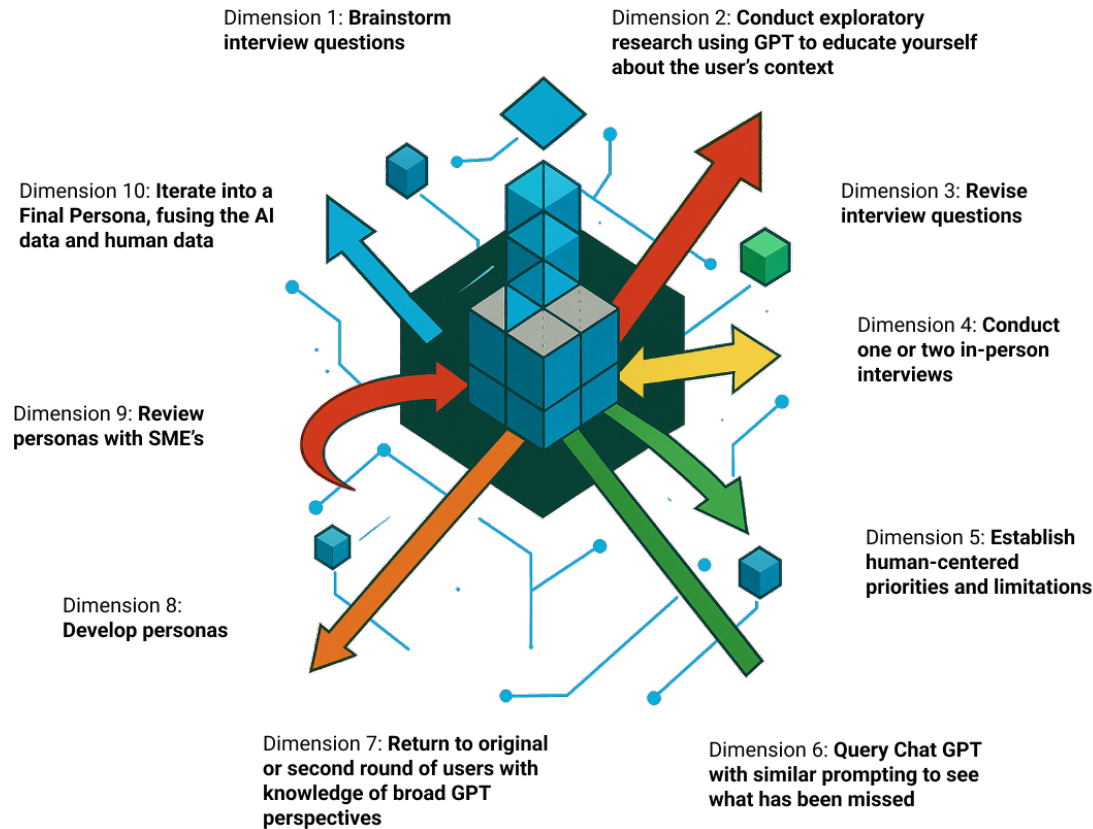 Dimension 1: Brainstorm
interview questions
Dimension 2: Conduct exploratory
research using GPT to educate yourself
about the user’s context
Dimension 3: Revise
interview questions
Dimension 4: Conduct
one or two in-person
interviews
Dimension 5: Establish
human-centered
priorities and limitations
Dimension 6: Query Chat GPT
with similar prompting to see
what has been missed
Dimension 7: Return to original
or second round of users with
knowledge of broad GPT
perspectives
Dimension 8:
Develop personas
Dimension 9: Review
personas with SME’s
Dimension 10: Iterate into a
Final Persona, fusing the AI
data and human data